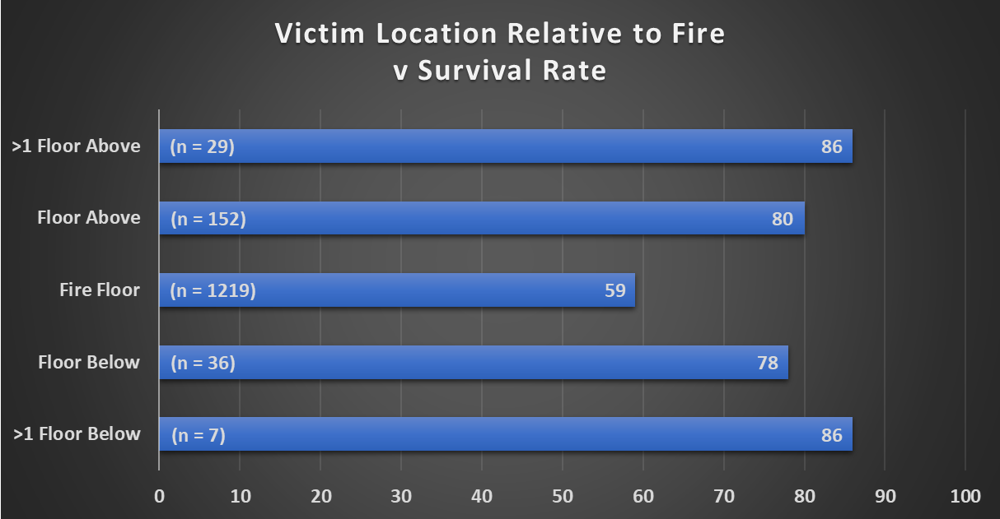 Victim Location Relative to Fire
v Survival Rate
>1 Floor Above (n = 29) 86
Floor Above (n = 152) 80
Fire Floor (n = 1219) 59
Floor Below (n = 36) 78
>1 Floor Below (n = 7) 86
0 10 20 30 40 50 60 70 80 90 100